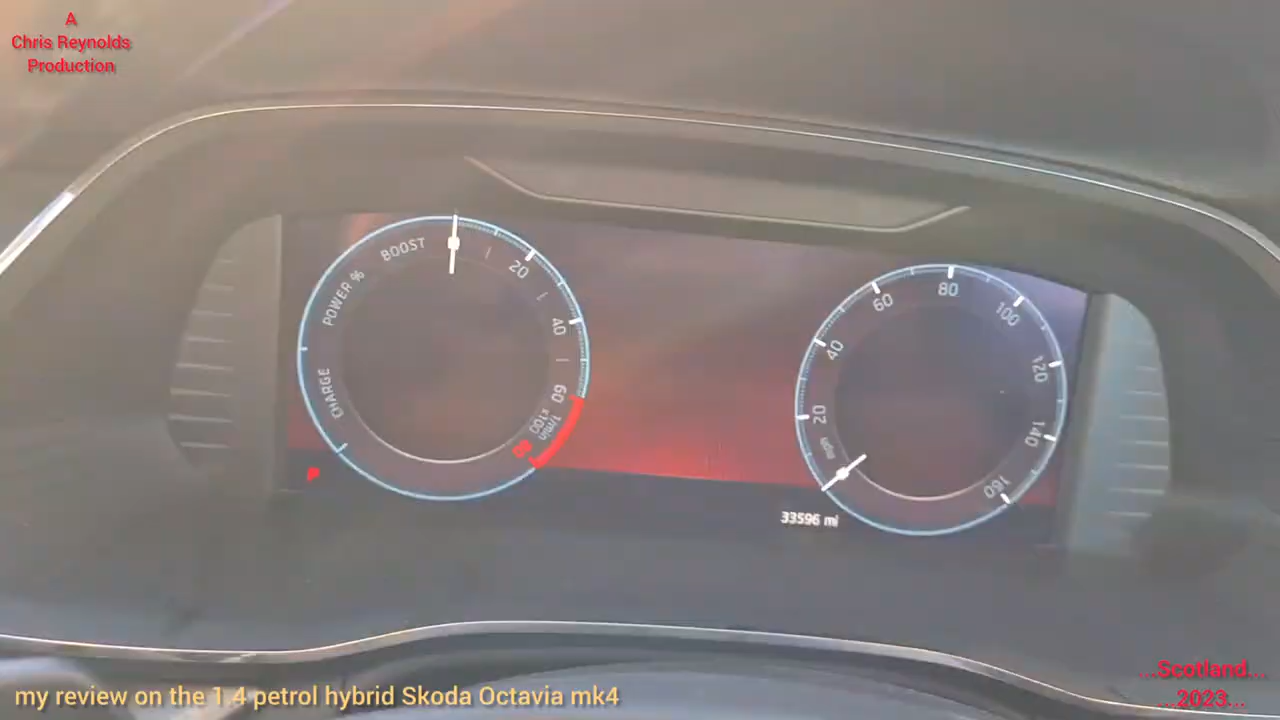 A
Chris Reynolds
Production
BOOST
POWER %
CHARGE
20
40
60
80
x100
1/min
P
20
40
60
80
100
120
140
160
mph
33596 mi
my review on the 1.4 petrol hybrid Skoda Octavia mk4
...Scotland...
...2023...